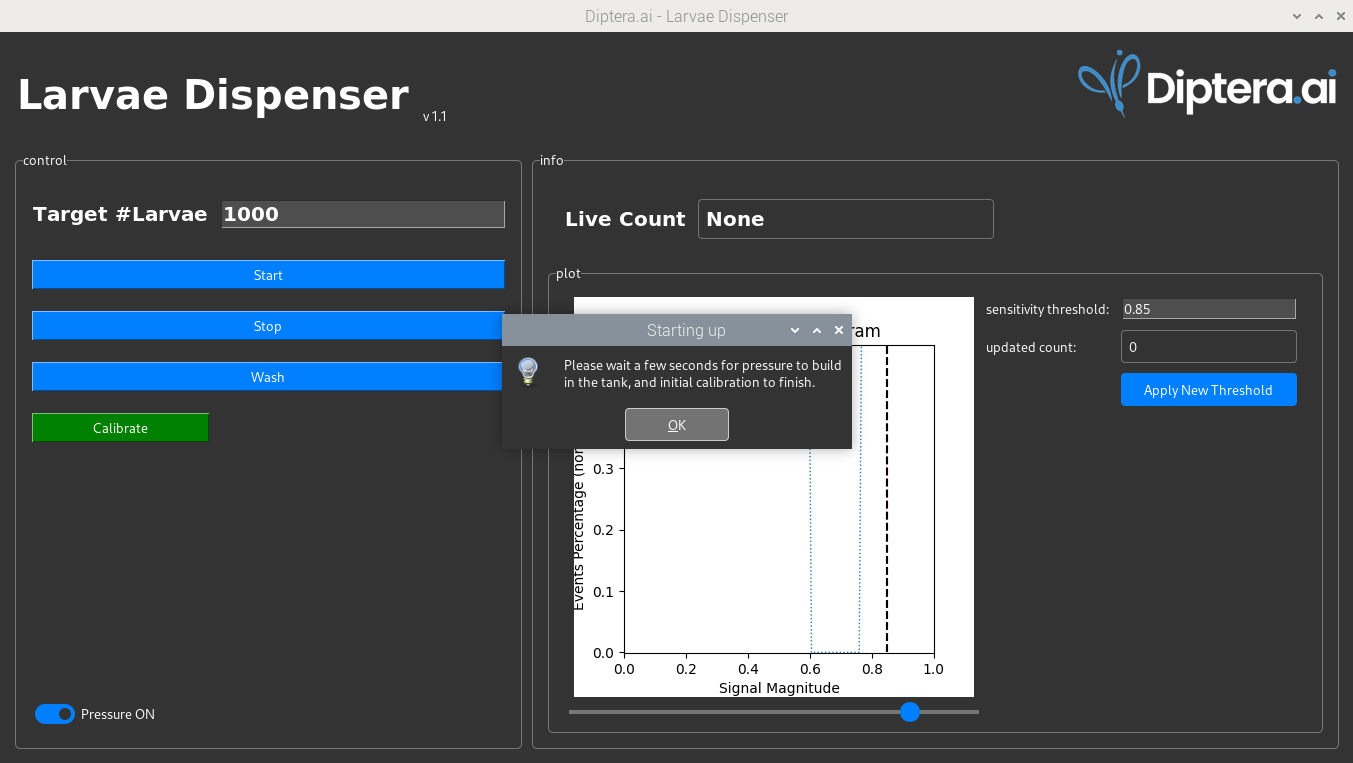 Diptera.ai - Larvae Dispenser
Larvae Dispenser
v 1.1
Diptera.ai
control
Target #Larvae
1000
Start
Stop
Wash
Calibrate
Pressure ON
info
Live Count
None
plot
Starting up
Please wait a few seconds for pressure to build
in the tank, and initial calibration to finish.
OK
Events Percentage
0.3
0.2
0.1
0.0
0.0 0.2 0.4 0.6 0.8 1.0
Signal Magnitude
sensitivity threshold:
0.85
updated count:
0
Apply New Threshold